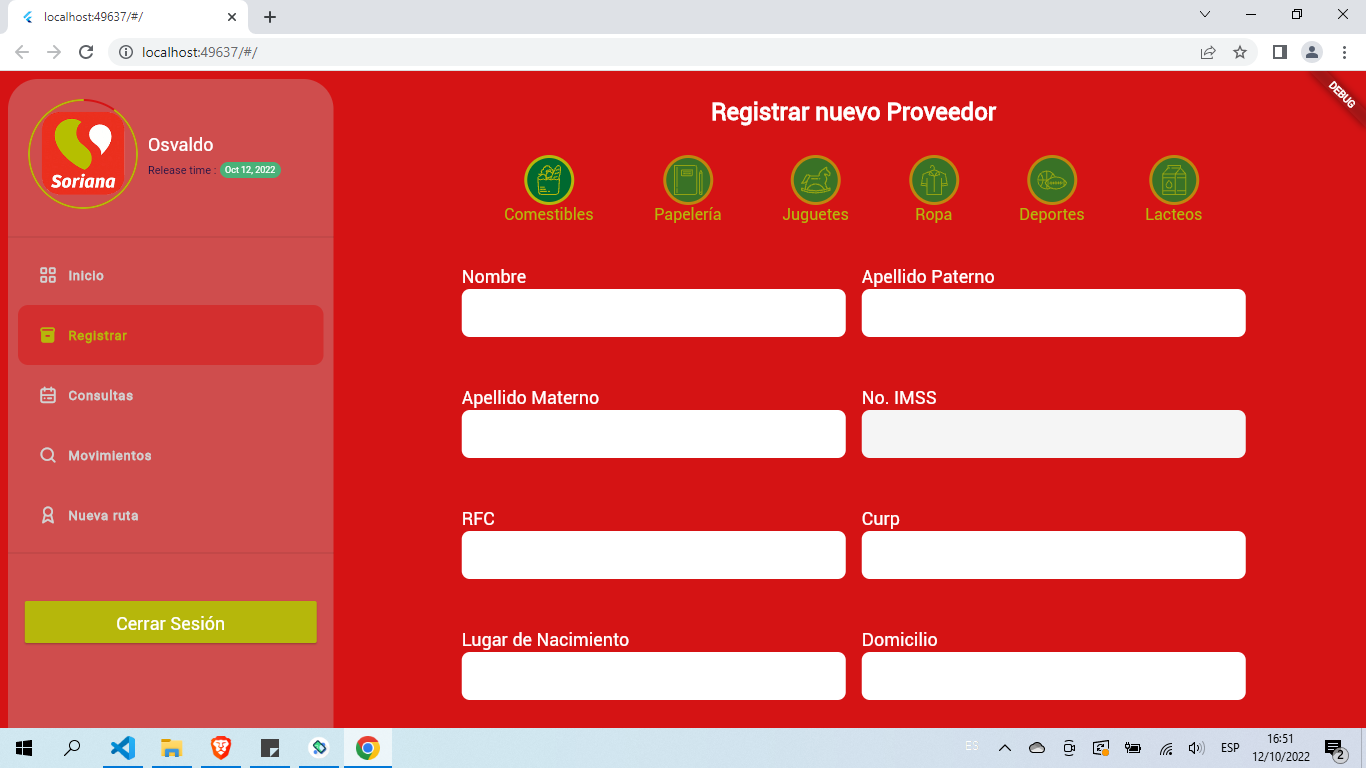 localhost:49637/#/
localhost:49637/#/
DEBUG
Soriana
Osvaldo
Release time : Oct 12, 2022
Inicio
Registrar
Consultas
Movimientos
Nueva ruta
Cerrar Sesión
Registrar nuevo Proveedor
Comestibles
Papelería
Juguetes
Ropa
Deportes
Lacteos
Nombre
Apellido Paterno
Apellido Materno
No. IMSS
RFC
Curp
Lugar de Nacimiento
Domicilio
ES
ESP
16:51
12/10/2022
2